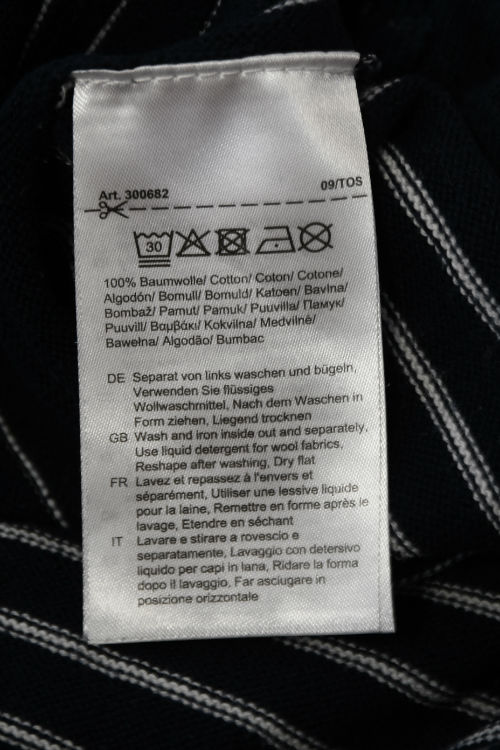 Art. 300682
09/TOS
30
100% Baumwolle/ Cotton/ Coton/ Cotone/
Algodón/ Bomull/ Bomuld/ Katoen/ Bavlna/
Bombaž/ Pamut/ Pamuk/ Puuvilla/ Памук/
Puuvill/ Βαμβάκι/ Kokvilna/ Medvilnė/
Bawełna/ Algodão/ Bumbac
DE Separat von links waschen und bügeln,
Verwenden Sie flüssiges
Wollwaschmittel, Nach dem Waschen in
Form ziehen, Liegend trocknen
GB Wash and iron inside out and separately,
Use liquid detergent for wool fabrics,
Reshape after washing, Dry flat
FR Lavez et repassez à l'envers et
séparément, Utiliser une lessive liquide
pour la laine, Remettre en forme après le
lavage, Etendre en séchant
IT Lavare e stirare a rovescio e
separatamente, Lavaggio con detersivo
liquido per capi in lana, Ridare la forma
dopo il lavaggio, Far asciugare in
posizione orizzontale